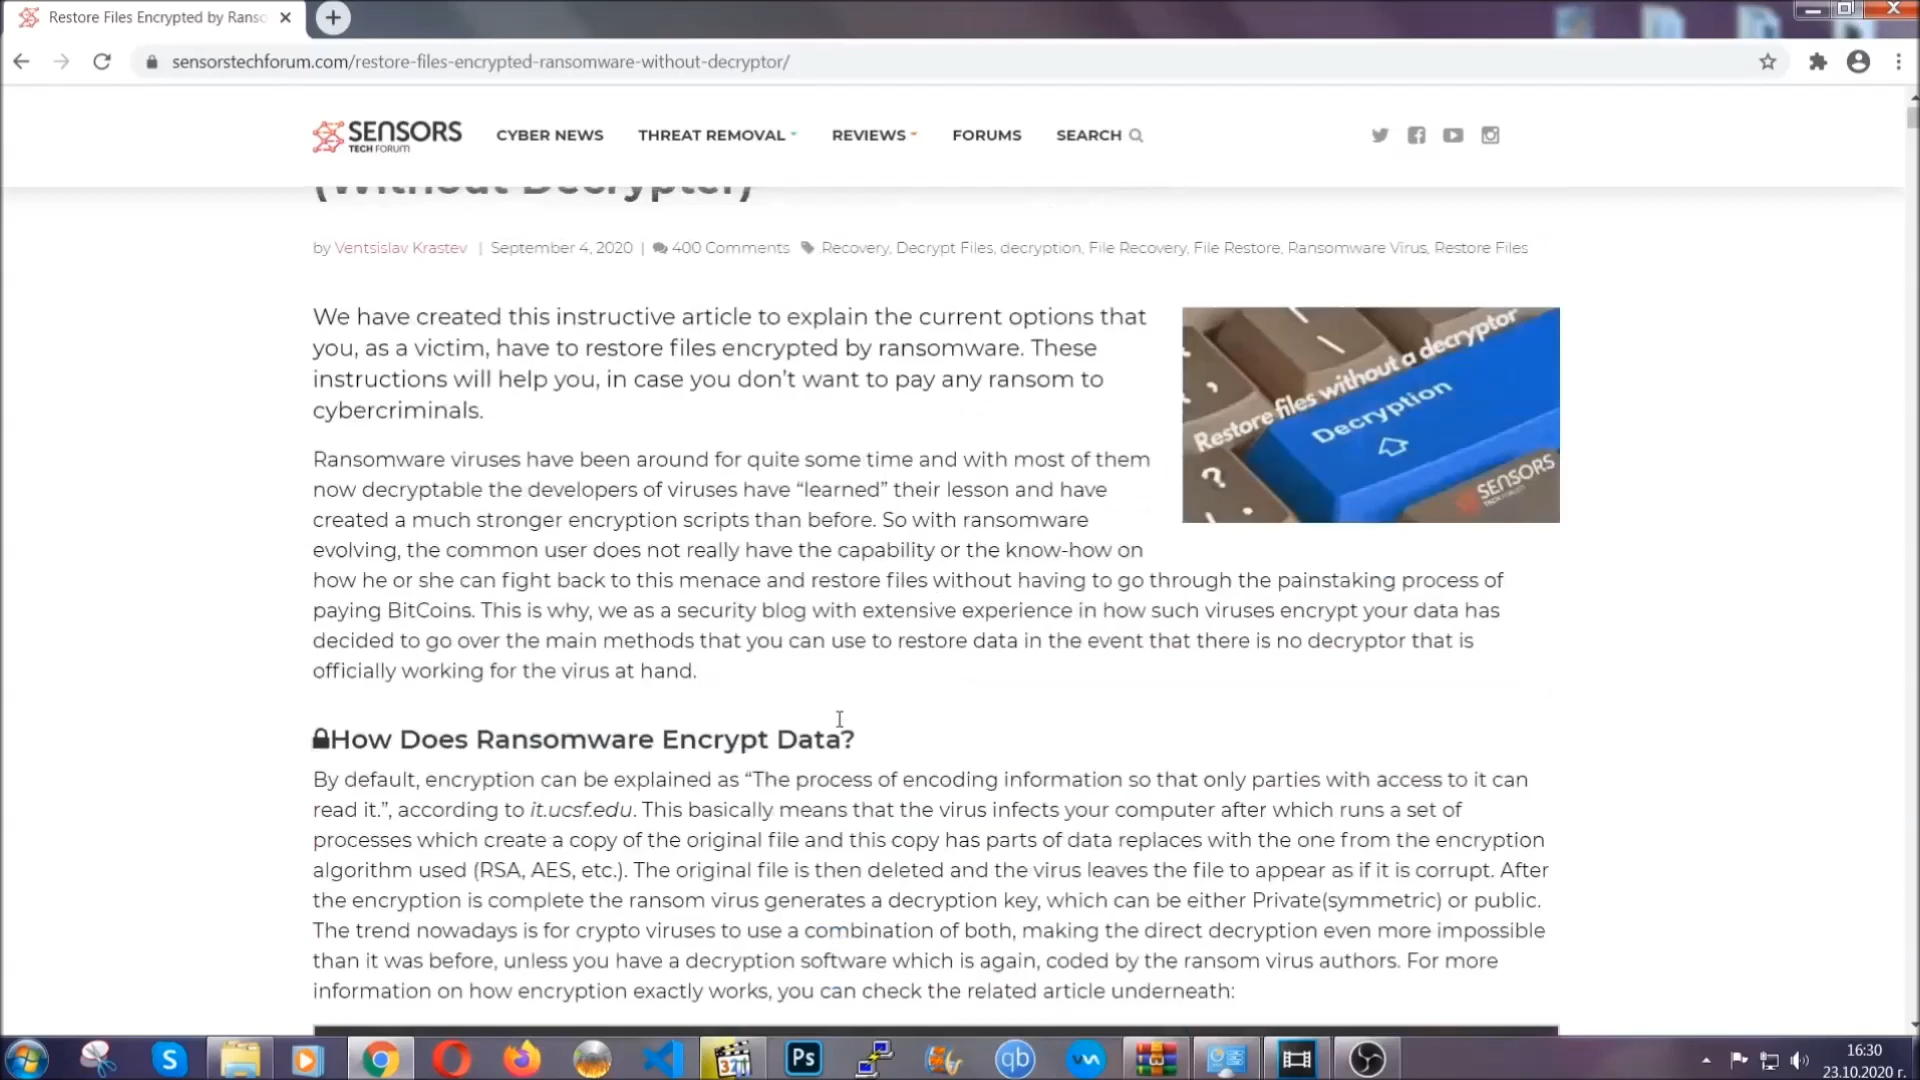 Restore Files Encrypted by Ranso
sensorstechforum.com/restore-files-encrypted-ransomware-without-decryptor/
SENSORS
TECH FORUM
CYBER NEWS
THREAT REMOVAL
REVIEWS
FORUMS
SEARCH
(Without Decrypter)
by Ventsislav Krastev | September 4, 2020 | 400 Comments Recovery, Decrypt Files, decryption, File Recovery, File Restore, Ransomware Virus, Restore Files
We have created this instructive article to explain the current options that
you, as a victim, have to restore files encrypted by ransomware. These
instructions will help you, in case you don’t want to pay any ransom to
cybercriminals.
Restore files without a decryptor
Decryption
SENSORS
Ransomware viruses have been around for quite some time and with most of them
now decryptable the developers of viruses have “learned” their lesson and have
created a much stronger encryption scripts than before. So with ransomware
evolving, the common user does not really have the capability or the know-how on
how he or she can fight back to this menace and restore files without having to go through the painstaking process of
paying BitCoins. This is why, we as a security blog with extensive experience in how such viruses encrypt your data has
decided to go over the main methods that you can use to restore data in the event that there is no decryptor that is
officially working for the virus at hand.
How Does Ransomware Encrypt Data?
By default, encryption can be explained as “The process of encoding information so that only parties with access to it can
read it.”, according to it.ucsf.edu. This basically means that the virus infects your computer after which runs a set of
processes which create a copy of the original file and this copy has parts of data replaces with the one from the encryption
algorithm used (RSA, AES, etc.). The original file is then deleted and the virus leaves the file to appear as if it is corrupt. After
the encryption is complete the ransom virus generates a decryption key, which can be either Private(symmetric) or public.
The trend nowadays is for crypto viruses to use a combination of both, making the direct decryption even more impossible
than it was before, unless you have a decryption software which is again, coded by the ransom virus authors. For more
information on how encryption exactly works, you can check the related article underneath:
S
321
Ps
qb
16:30
23.10.2020 г.